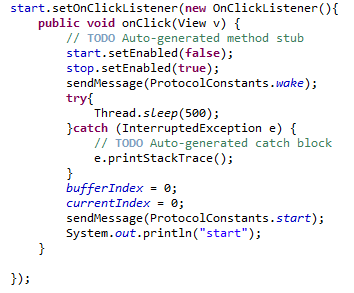 start.setOnClickListener(new OnClickListener(){
    public void onClick(View v) {
        // TODO Auto-generated method stub
        start.setEnabled(false);
        stop.setEnabled(true);
        sendMessage(ProtocolConstants.wake);
        try{
            Thread.sleep(500);
        }catch (InterruptedException e) {
            // TODO Auto-generated catch block
            e.printStackTrace();
        }
        bufferIndex = 0;
        currentIndex = 0;
        sendMessage(ProtocolConstants.start);
        System.out.println("start");
    }

});